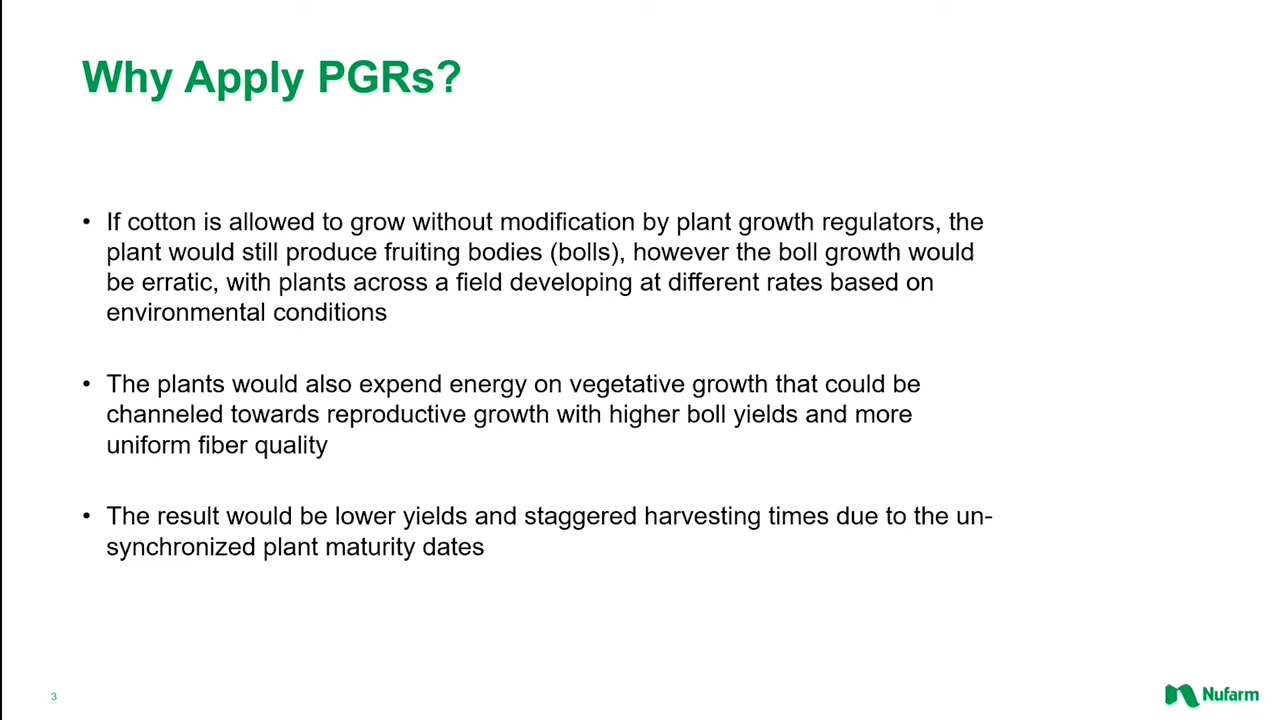 Why Apply PGRs?
• If cotton is allowed to grow without modification by plant growth regulators, the
plant would still produce fruiting bodies (bolls), however the boll growth would
be erratic, with plants across a field developing at different rates based on
environmental conditions
• The plants would also expend energy on vegetative growth that could be
channeled towards reproductive growth with higher boll yields and more
uniform fiber quality
• The result would be lower yields and staggered harvesting times due to the un-
synchronized plant maturity dates
3
Nufarm